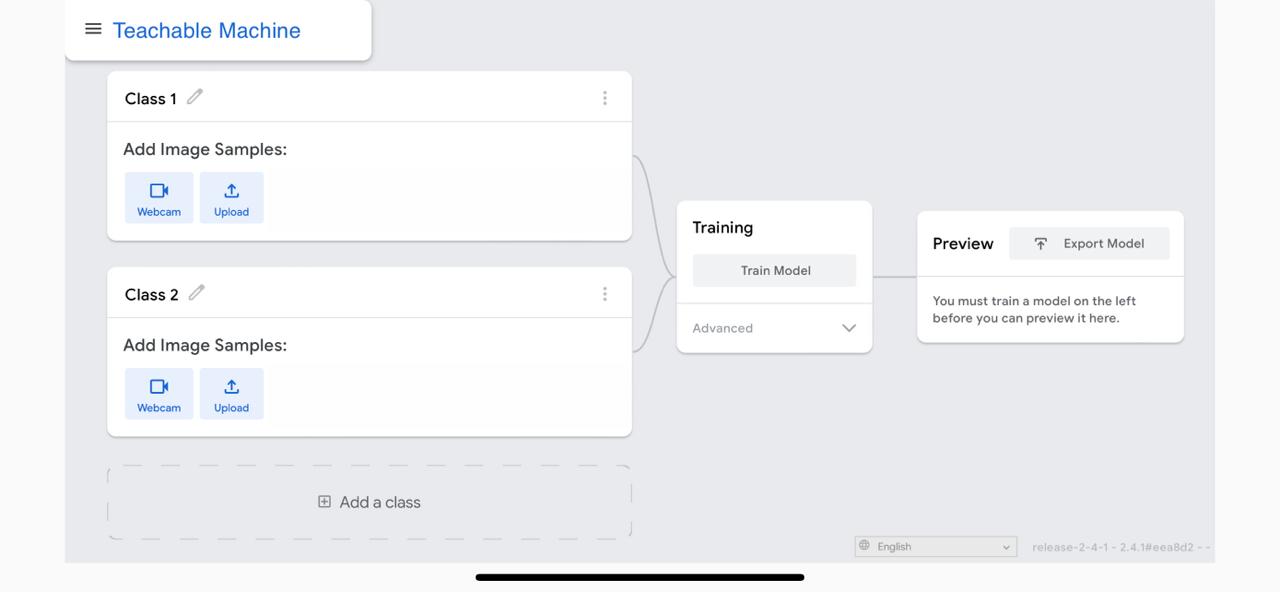 Teachable Machine
Class 1
Add Image Samples:
Webcam
Upload
Class 2
Add Image Samples:
Webcam
Upload
Add a class
Training
Train Model
Advanced
Preview
Export Model
You must train a model on the left
before you can preview it here.
English
release-2-4-1 - 2.4.1#eea8d2 - -